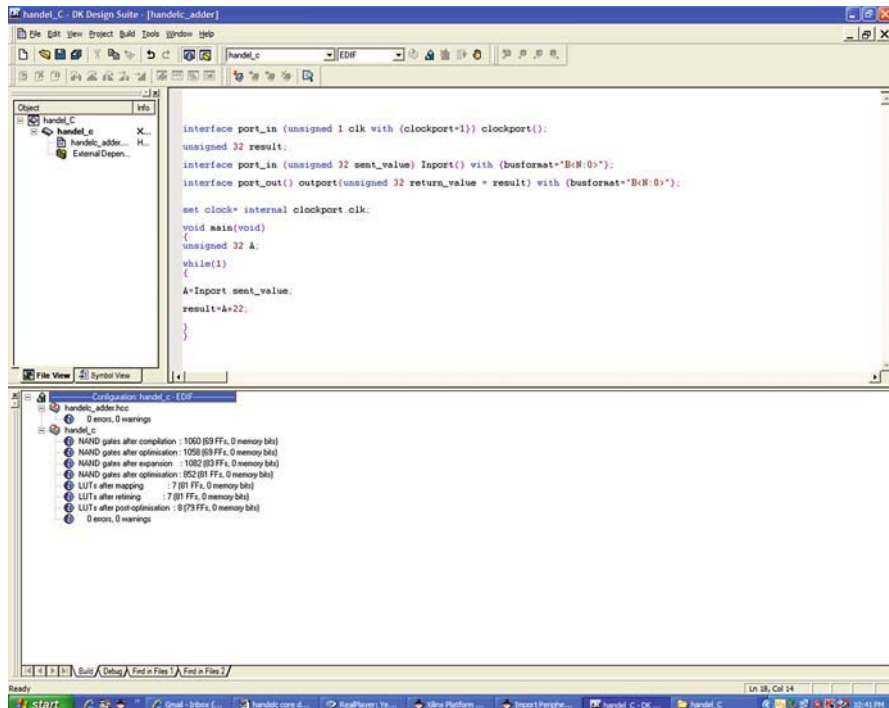 handel_C - DK Design Suite - [handelc_adder]
File Edit View Project Build Tools Window Help
handel_c EDIF
Object Info
handel_C
handel_c X...
handelc_adder... H...
External Depen...
interface port_in (unsigned 1 clk with {clockport=1}) clockport();
unsigned 32 result;
interface port_in (unsigned 32 sent_value) Inport() with {busformat="B<N:0>"};
interface port_out() outport(unsigned 32 return_value = result) with {busformat="B<N:0>"};
set clock= internal clockport.clk;
void main(void)
{
unsigned 32 A;
while(1)
{
A=Inport.sent_value;
result=A+22;
}
}
File View Symbol View
Configuration: handel_c - EDIF
handelc_adder.hcc
0 errors, 0 warnings
handel_c
NAND gates after compilation : 1060 (69 FFs, 0 memory bits)
NAND gates after optimisation : 1058 (69 FFs, 0 memory bits)
NAND gates after expansion : 1082 (83 FFs, 0 memory bits)
NAND gates after optimisation : 852 (81 FFs, 0 memory bits)
LUTs after mapping : 7 (81 FFs, 0 memory bits)
LUTs after retiming : 7 (81 FFs, 0 memory bits)
LUTs after post-optimisation : 8 (79 FFs, 0 memory bits)
0 errors, 0 warnings
Build Debug Find in Files 1 Find in Files 2
Ready Ln 18, Col 14
start Gmail - Inbox (... handelc core d... RealPlayer: Ye... Xilinx Platform ... Import Periphe... handel_C - DK ... handel_C 10:41 PM